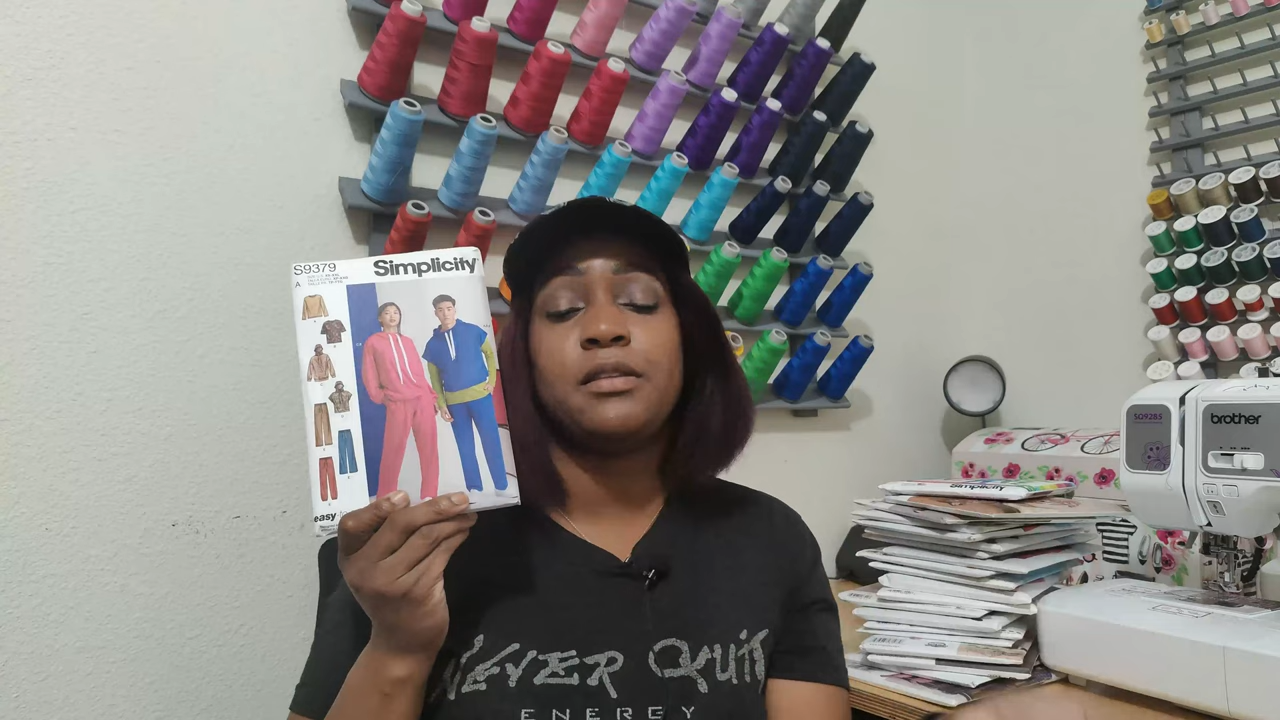 S9379
Simplicity
A
easy
NEVER QUIT
ENERGY
Simplicity
SQ9285
brother